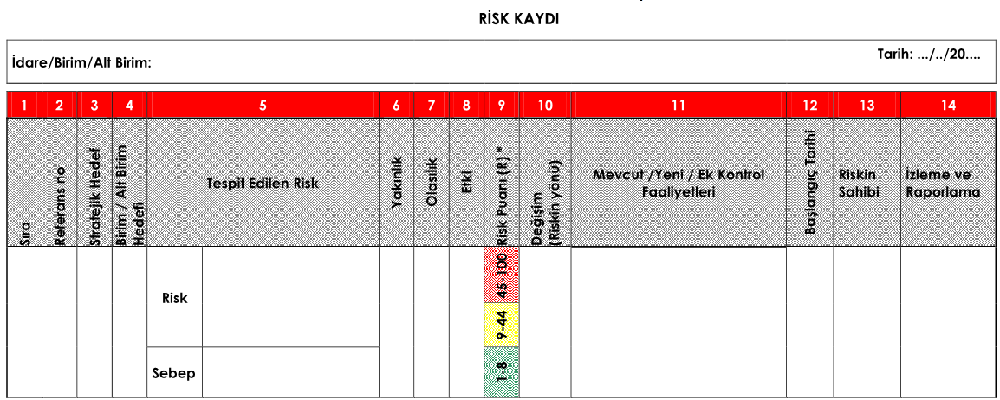 RİSK KAYDI
İdare/Birim/Alt Birim:
Tarih: .../../20....
1 2 3 4 5 6 7 8 9 10 11 12 13 14
Sıra
Referans no
Stratejik Hedef
Birim / Alt Birim
Hedefi
Tespit Edilen Risk
Yakınlık
Olasılık
Etki
Risk Puanı (R) *
Değişim
(Riskin yönü)
Mevcut /Yeni / Ek Kontrol
Faaliyetleri
Başlangıç Tarihi
Riskin
Sahibi
İzleme ve
Raporlama
Risk
Sebep
45-100
9-44
1-8